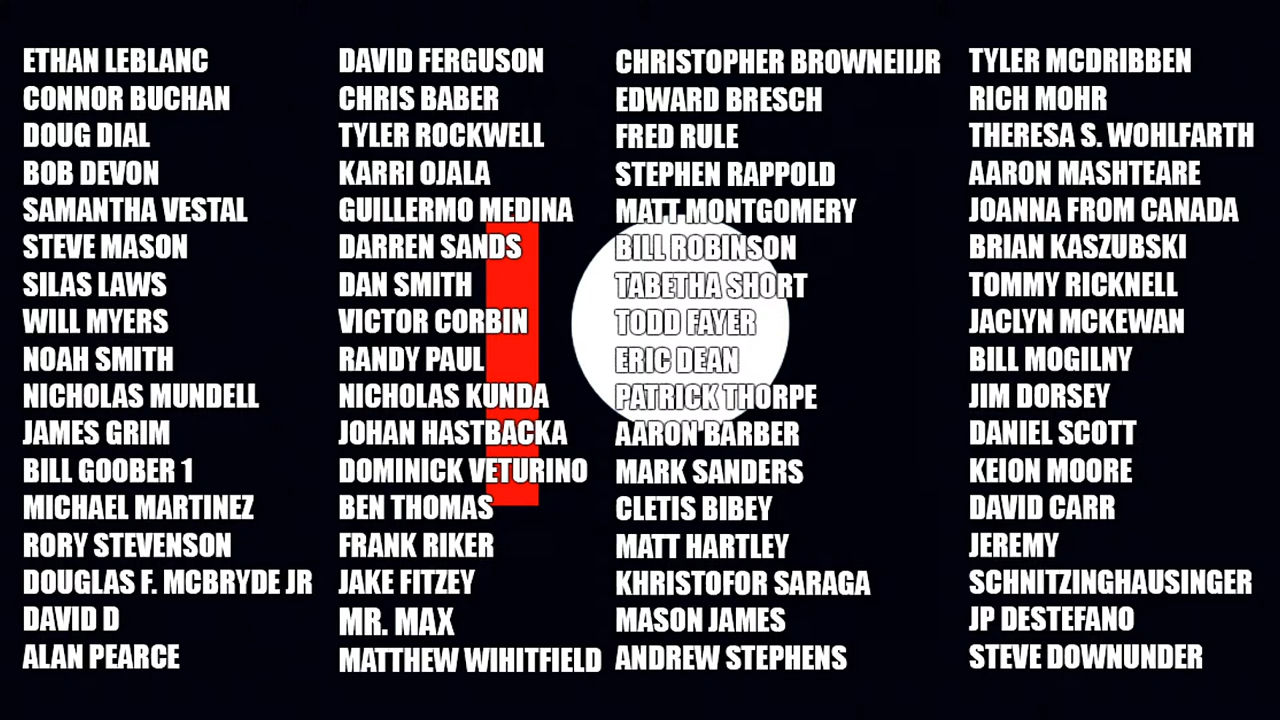 ETHAN LEBLANC
CONNOR BUCHAN
DOUG DIAL
BOB DEVON
SAMANTHA VESTAL
STEVE MASON
SILAS LAWS
WILL MYERS
NOAH SMITH
NICHOLAS MUNDELL
JAMES GRIM
BILL GOOBER 1
MICHAEL MARTINEZ
RORY STEVENSON
DOUGLAS F. MCBRYDE JR
DAVID D
ALAN PEARCE
DAVID FERGUSON
CHRIS BABER
TYLER ROCKWELL
KARRI OJALA
GUILLERMO MEDINA
DARREN SANDS
DAN SMITH
VICTOR CORBIN
RANDY PAUL
NICHOLAS KUNDA
JOHAN HASTBACKA
DOMINICK VETURINO
BEN THOMAS
FRANK RIKER
JAKE FITZEY
MR. MAX
MATTHEW WIHITFIELD
CHRISTOPHER BROWNEIIJR
EDWARD BRESCH
FRED RULE
STEPHEN RAPPOLD
MATT MONTGOMERY
BILL ROBINSON
TABETHA SHORT
TODD FAYER
ERIC DEAN
PATRICK THORPE
AARON BARBER
MARK SANDERS
CLETIS BIBEY
MATT HARTLEY
KHRISTOFOR SARAGA
MASON JAMES
ANDREW STEPHENS
TYLER MCDRIBBEN
RICH MOHR
THERESA S. WOHLFARTH
AARON MASHTEARE
JOANNA FROM CANADA
BRIAN KASZUBSKI
TOMMY RICKNELL
JACLYN MCKEWAN
BILL MOGILNY
JIM DORSEY
DANIEL SCOTT
KEION MOORE
DAVID CARR
JEREMY
SCHNITZINGHAUSINGER
JP DESTEFANO
STEVE DOWNUNDER